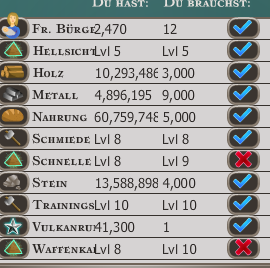 Du hast: Du brauchst:
Fr. Bürge 2,470 12
Hellsicht Lvl 5 Lvl 5
Holz 10,293,486 3,000
Metall 4,896,195 9,000
Nahrung 60,759,748 5,000
Schmiede Lvl 8 Lvl 8
Schnelle Lvl 8 Lvl 9
Stein 13,588,898 4,000
Trainings Lvl 10 Lvl 10
Vulkanru 41,300 1
Waffenka Lvl 8 Lvl 10